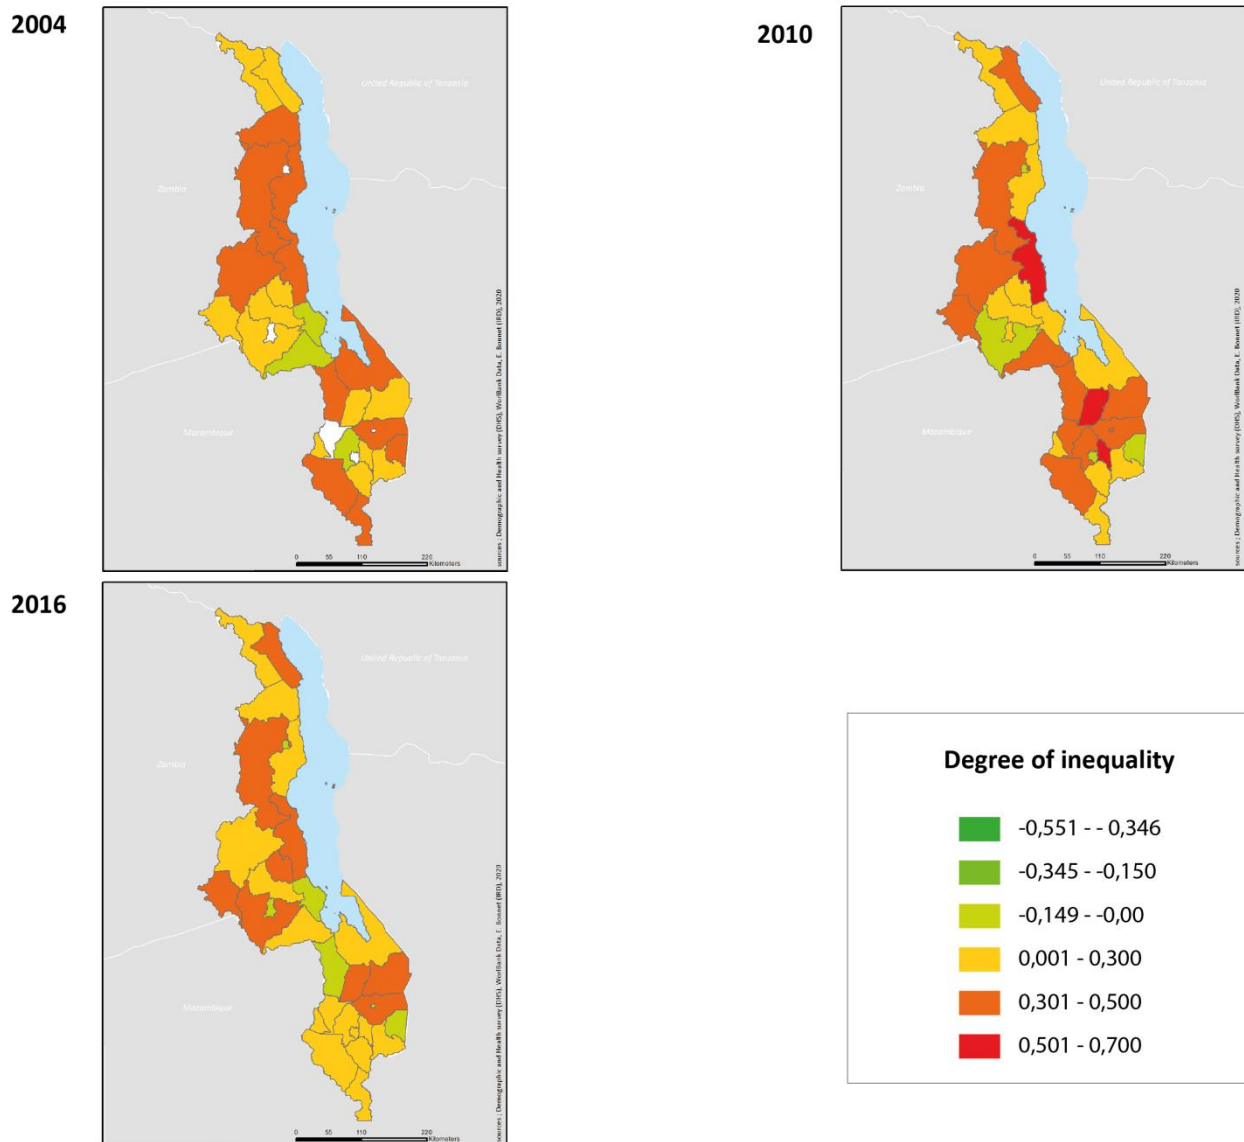 2004
United Republic of Tanzania
Zambia
Mozambique
sources ; Demographic and Health survey (DHS), WorlBank Data, E. Bonnet (IRD), 2020
0 55 110 220
Kilometers
2010
United Republic of Tanzania
Zambia
Mozambique
sources ; Demographic and Health survey (DHS), WorlBank Data, E. Bonnet (IRD), 2020
0 55 110 220
Kilometers
2016
United Republic of Tanzania
Zambia
Mozambique
sources ; Demographic and Health survey (DHS), WorlBank Data, E. Bonnet (IRD), 2020
0 55 110 220
Kilometers
Degree of inequality
-0,551 - - 0,346
-0,345 - -0,150
-0,149 - -0,00
0,001 - 0,300
0,301 - 0,500
0,501 - 0,700